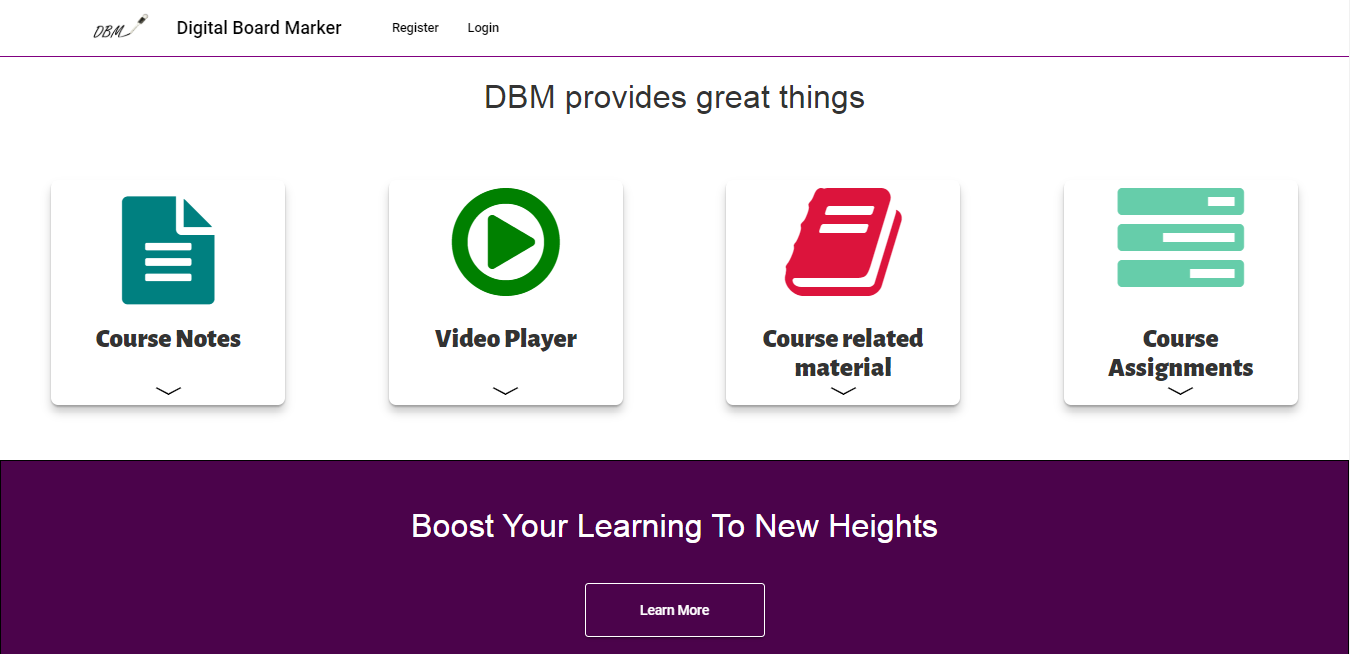 DBM Digital Board Marker Register Login
DBM provides great things
Course Notes
Video Player
Course related
material
Course
Assignments
Boost Your Learning To New Heights
Learn More